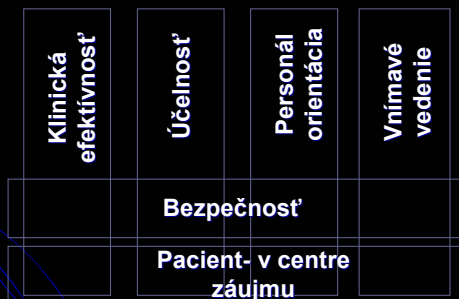 Klinická
efektívnosť
Účelnosť
Personál
orientácia
Vnímavé
vedenie
Bezpečnosť
Pacient- v centre
záujmu